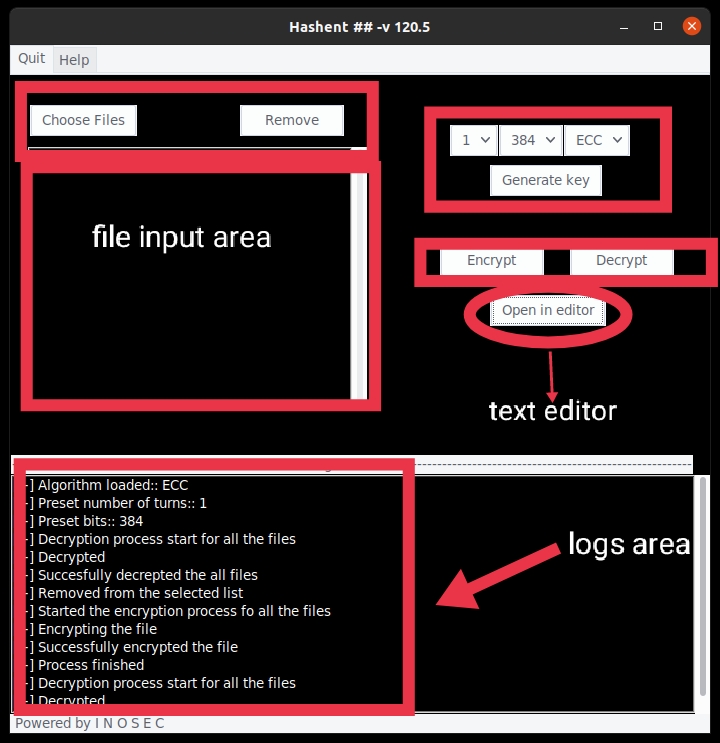 Hashent ## -v 120.5
Quit Help
Choose Files Remove
1 384 ECC
Generate key
file input area
Encrypt Decrypt
Open in editor
text editor
-] Algorithm loaded:: ECC
-] Preset number of turns:: 1
-] Preset bits:: 384
-] Decryption process start for all the files
-] Decrypted
-] Succesfully decrepted the all files
-] Removed from the selected list
-] Started the encryption process fo all the files
-] Encrypting the file
-] Successfully encrypted the file
-] Process finished
-] Decryption process start for all the files
-] Decrypted
logs area
Powered by I N O S E C